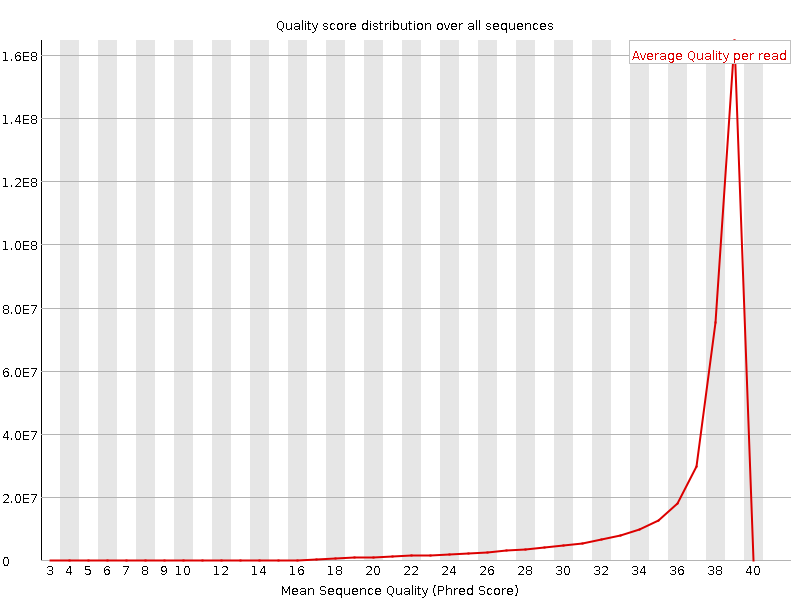 Quality score distribution over all sequences
Average Quality per read
1.6E8
1.4E8
1.2E8
1.0E8
8.0E7
6.0E7
4.0E7
2.0E7
0
3 4 5 6 7 8 9 10 12 14 16 18 20 22 24 26 28 30 32 34 36 38 40
Mean Sequence Quality (Phred Score)